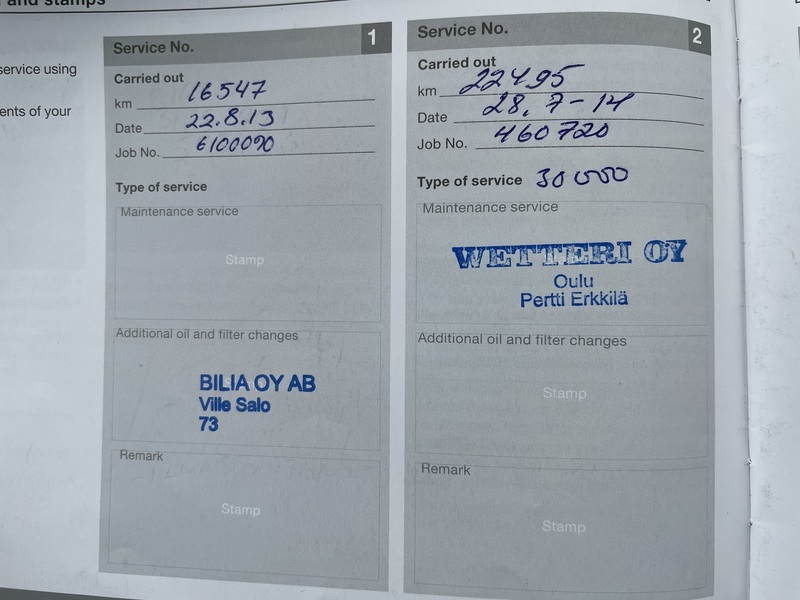 and stamps
service using
ents of your
Service No. 1
Carried out
km 16547
Date 22.8.13
Job No. 6100090
Type of service
Maintenance service
Stamp
Additional oil and filter changes
BILIA OY AB
Ville Salo
73
Remark
Stamp
Service No. 2
Carried out
km 22495
Date 28. 7-14
Job No. 460720
Type of service 30 000
Maintenance service
WETTERI OY
Oulu
Pertti Erkkilä
Additional oil and filter changes
Stamp
Remark
Stamp